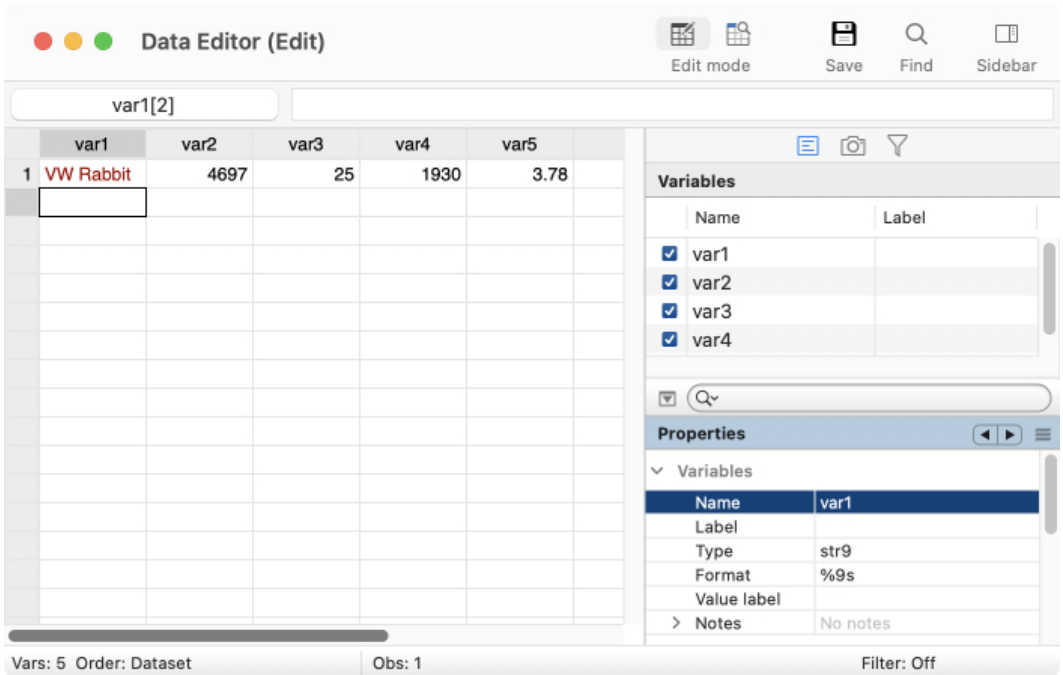 Data Editor (Edit)
Edit mode Save Find Sidebar
var1[2]
var1 var2 var3 var4 var5
1 VW Rabbit 4697 25 1930 3.78
Variables
Name Label
var1
var2
var3
var4
Properties
Variables
Name var1
Label
Type str9
Format %9s
Value label
Notes No notes
Vars: 5 Order: Dataset Obs: 1 Filter: Off